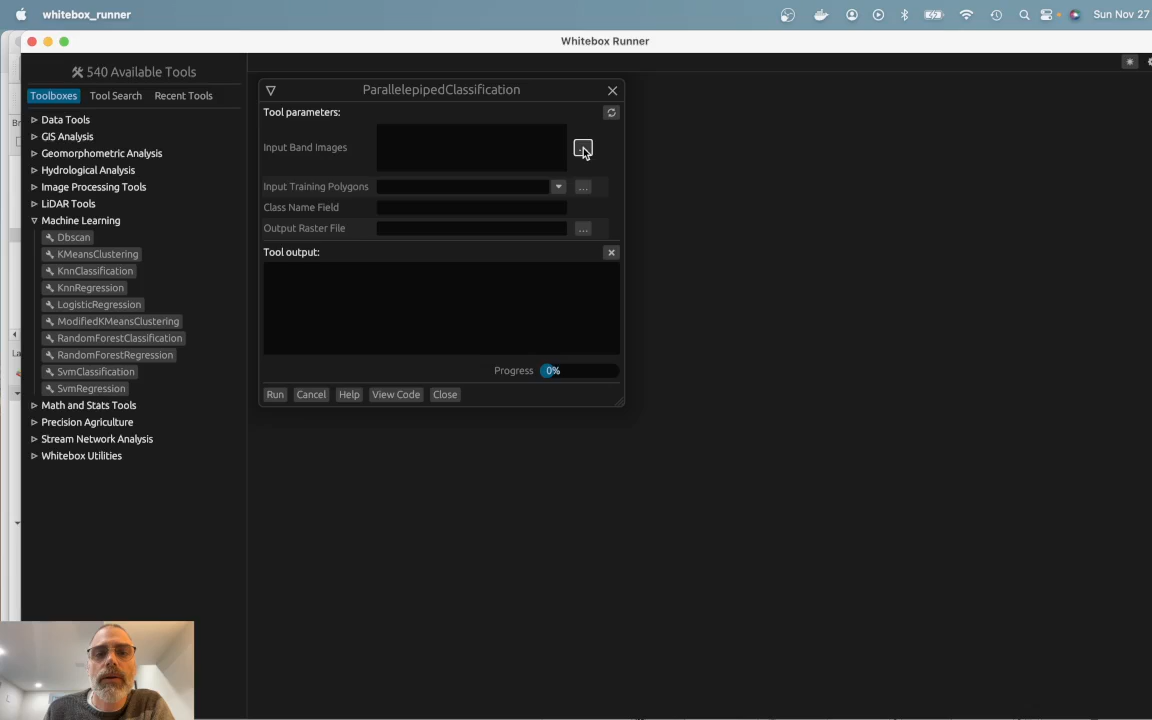 whitebox_runner
Sun Nov 27
Whitebox Runner
540 Available Tools
Toolboxes Tool Search Recent Tools
Data Tools
GIS Analysis
Geomorphometric Analysis
Hydrological Analysis
Image Processing Tools
LiDAR Tools
Machine Learning
Dbscan
KMeansClustering
KnnClassification
KnnRegression
LogisticRegression
ModifiedKMeansClustering
RandomForestClassification
RandomForestRegression
SvmClassification
SvmRegression
Math and Stats Tools
Precision Agriculture
Stream Network Analysis
Whitebox Utilities
ParallelepipedClassification
Tool parameters:
Input Band Images
Input Training Polygons ...
Class Name Field
Output Raster File ...
Tool output:
Progress 0%
Run Cancel Help View Code Close